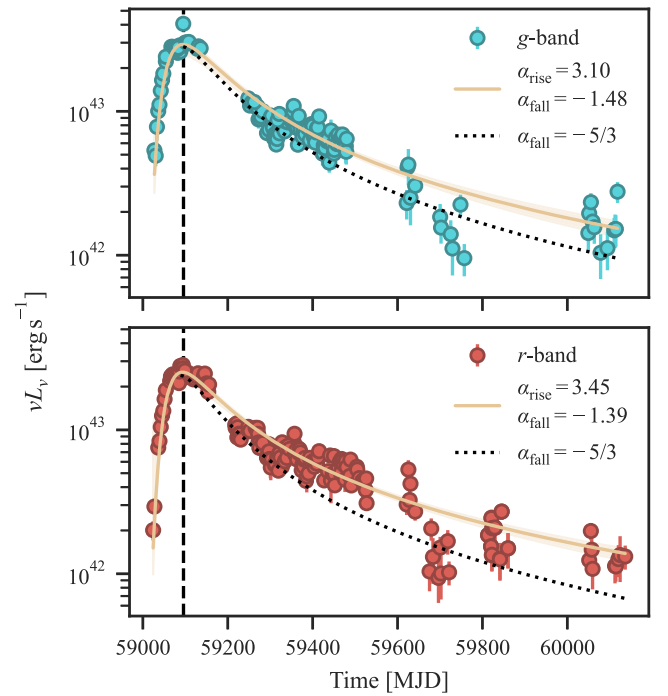 g-band
α_rise = 3.10
α_fall = −1.48
α_fall = −5/3
10^43
10^42
νL_ν [erg s^−1]
r-band
α_rise = 3.45
α_fall = −1.39
α_fall = −5/3
10^43
10^42
59000 59200 59400 59600 59800 60000
Time [MJD]